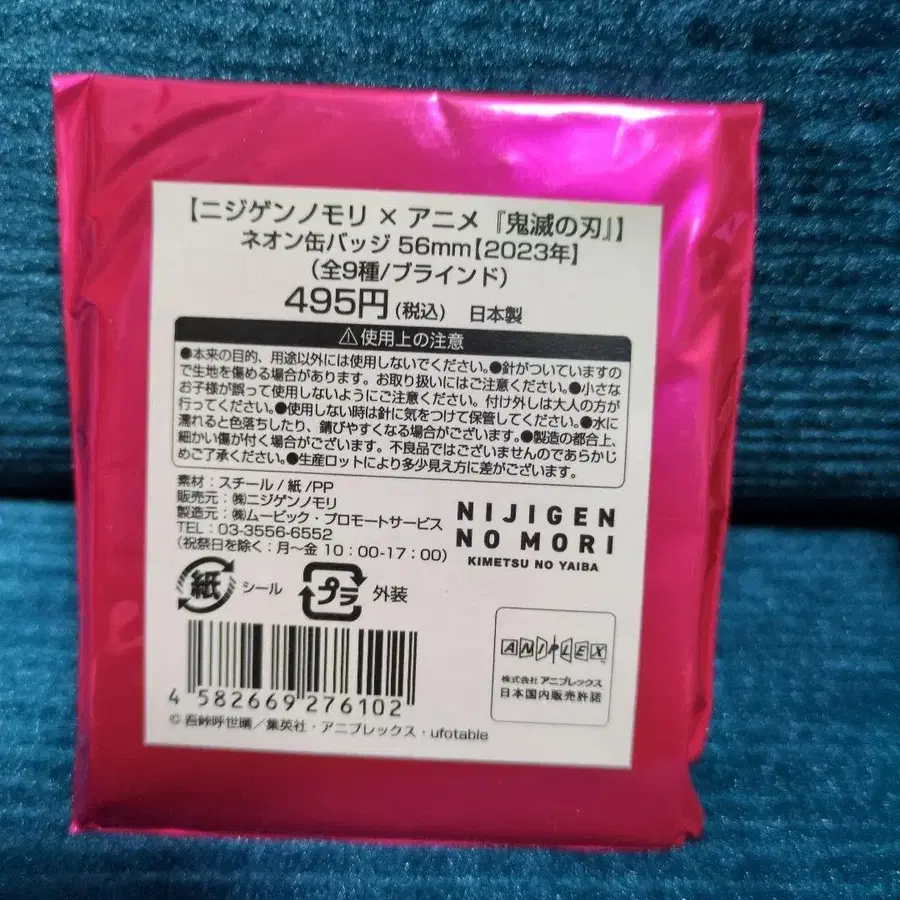 【ニジゲンノモリ × アニメ『鬼滅の刃』】
ネオン缶バッジ 56mm【2023年】
(全9種/ブラインド)
495円(税込) 日本製
⚠使用上の注意
●本来の目的、用途以外には使用しないでください。●針がついていますの
で生地を傷める場合があります。お取り扱いにはご注意ください。●小さな
お子様が誤って使用しないようにご注意ください。付け外しは大人の方が
行ってください。●使用しない時は針に気をつけて保管してください。●水に
濡れると色落ちしたり、錆びやすくなる場合がございます。●製造の都合上、
細かい傷が付く場合がございます。不良品ではございませんのであらかじ
めご了承ください。●生産ロットにより多少見え方に差がございます。
素材：スチール/紙/PP
販売元：㈱ニジゲンノモリ
製造元：㈱ムービック・プロモートサービス
TEL：03-3556-6552
(祝祭日を除く：月～金 10：00-17：00)
NIJIGEN
NO MORI
KIMETSU NO YAIBA
紙 シール プラ 外装
4 582669 276102
ANIPLEX
株式会社 アニプレックス
日本国内販売許諾
© 吾峠呼世晴／集英社・アニプレックス・ufotable